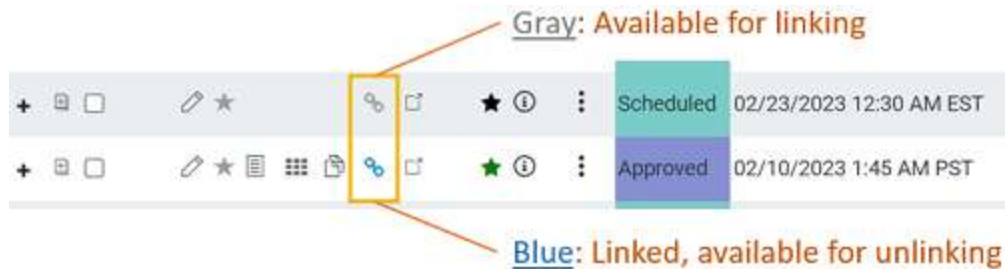 Gray: Available for linking
Scheduled 02/23/2023 12:30 AM EST
Approved 02/10/2023 1:45 AM PST
Blue: Linked, available for unlinking